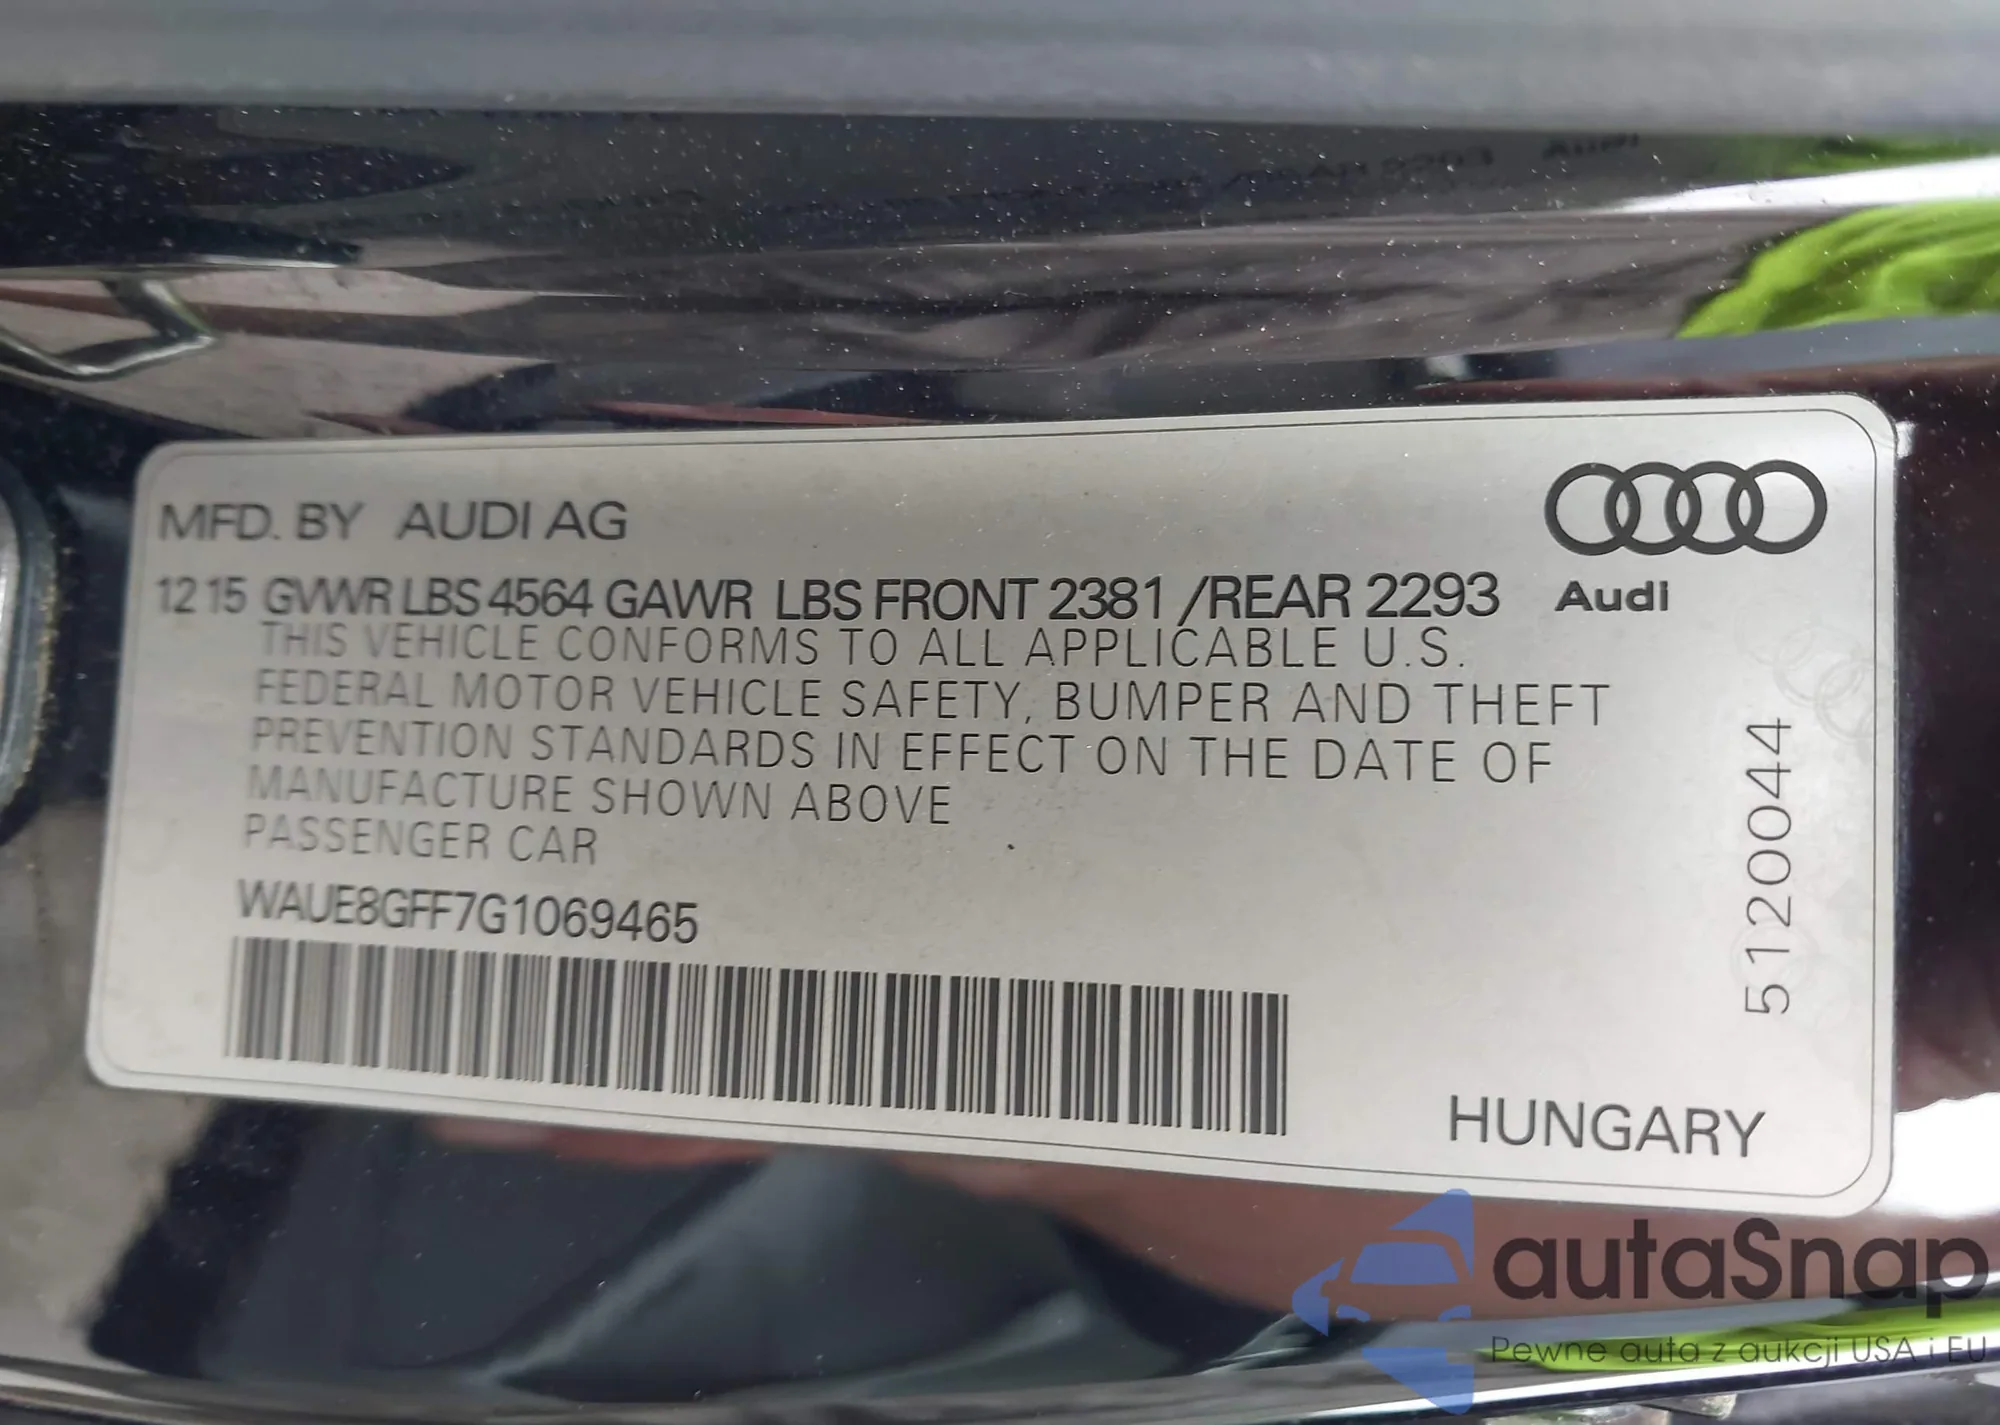 MFD. BY AUDI AG
12 15 GVWR LBS 4564 GAWR LBS FRONT 2381 /REAR 2293
Audi
THIS VEHICLE CONFORMS TO ALL APPLICABLE U.S.
FEDERAL MOTOR VEHICLE SAFETY, BUMPER AND THEFT
PREVENTION STANDARDS IN EFFECT ON THE DATE OF
MANUFACTURE SHOWN ABOVE
PASSENGER CAR
WAUE8GFF7G1069465
5120044
HUNGARY
autaSnap
Pewne auta z aukcji USA i EU